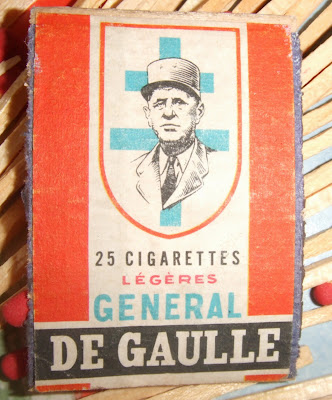 25 CIGARETTES
LÉGÈRES
GENERAL
DE GAULLE